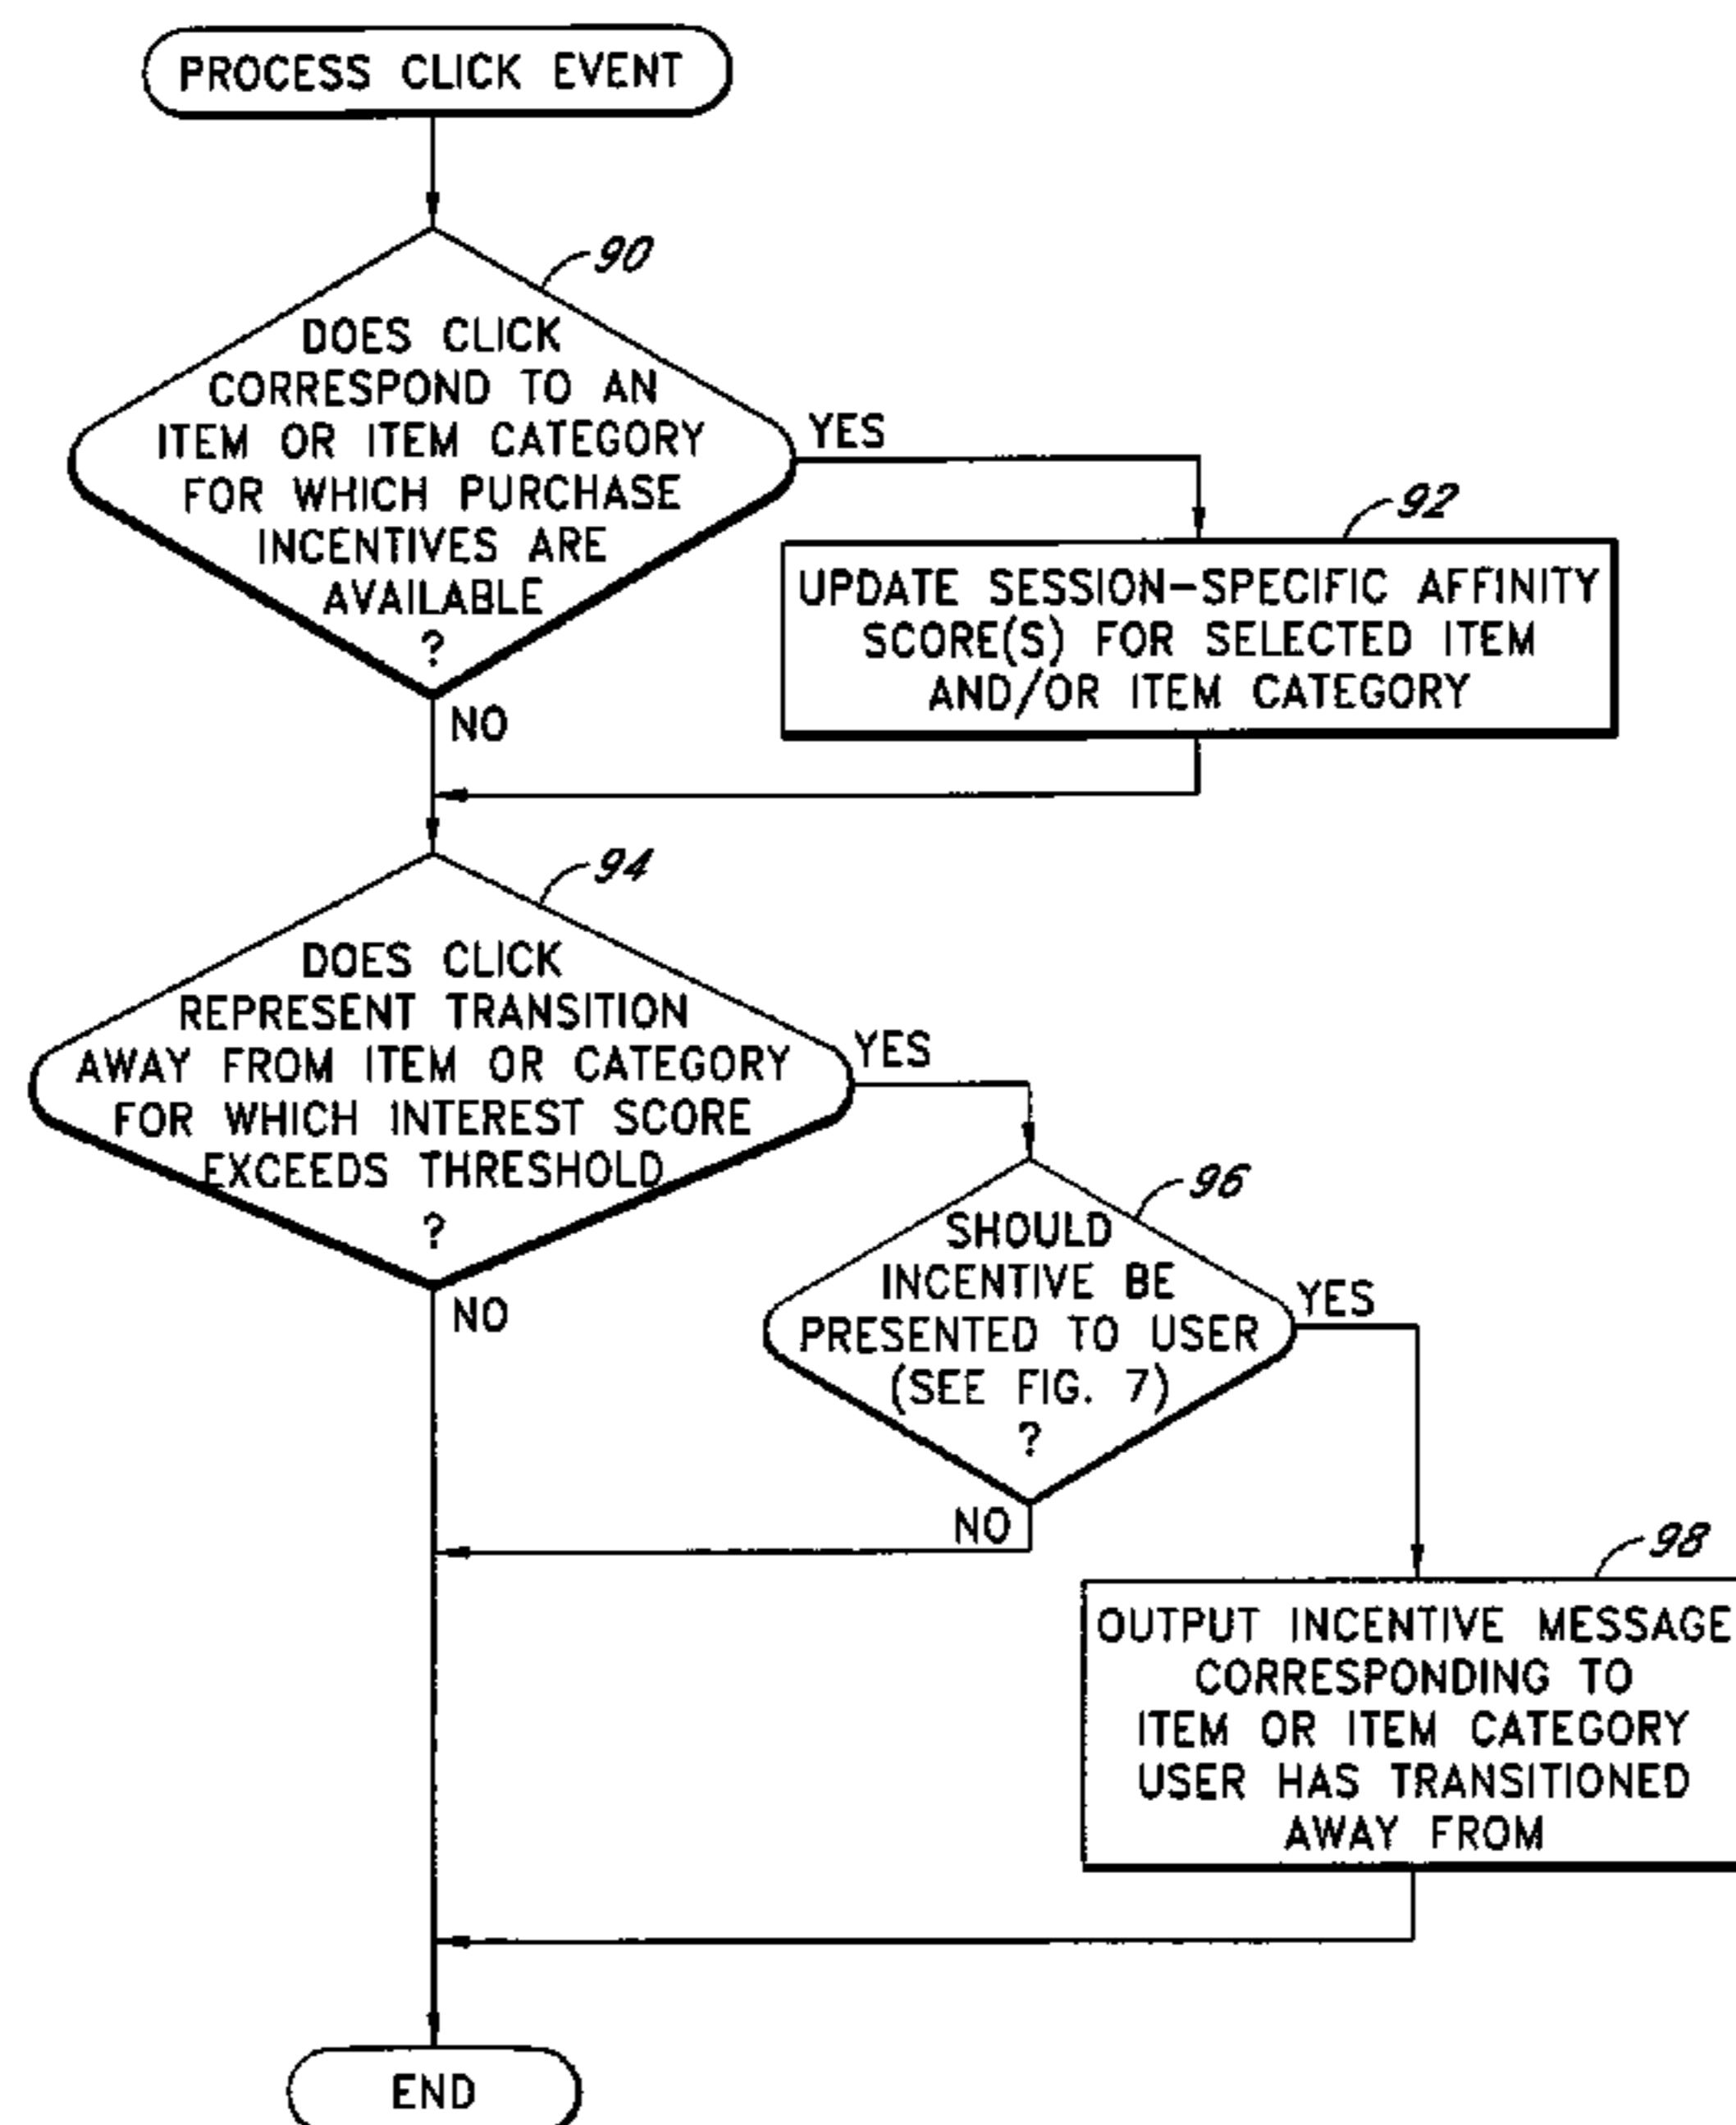 PROCESS CLICK EVENT
90
DOES CLICK
CORRESPOND TO AN
ITEM OR ITEM CATEGORY
FOR WHICH PURCHASE
INCENTIVES ARE
AVAILABLE
?
YES
NO
92
UPDATE SESSION-SPECIFIC AFFINITY
SCORE(S) FOR SELECTED ITEM
AND/OR ITEM CATEGORY
94
DOES CLICK
REPRESENT TRANSITION
AWAY FROM ITEM OR CATEGORY
FOR WHICH INTEREST SCORE
EXCEEDS THRESHOLD
?
YES
NO
96
SHOULD
INCENTIVE BE
PRESENTED TO USER
(SEE FIG. 7)
?
YES
NO
98
OUTPUT INCENTIVE MESSAGE
CORRESPONDING TO
ITEM OR ITEM CATEGORY
USER HAS TRANSITIONED
AWAY FROM
END